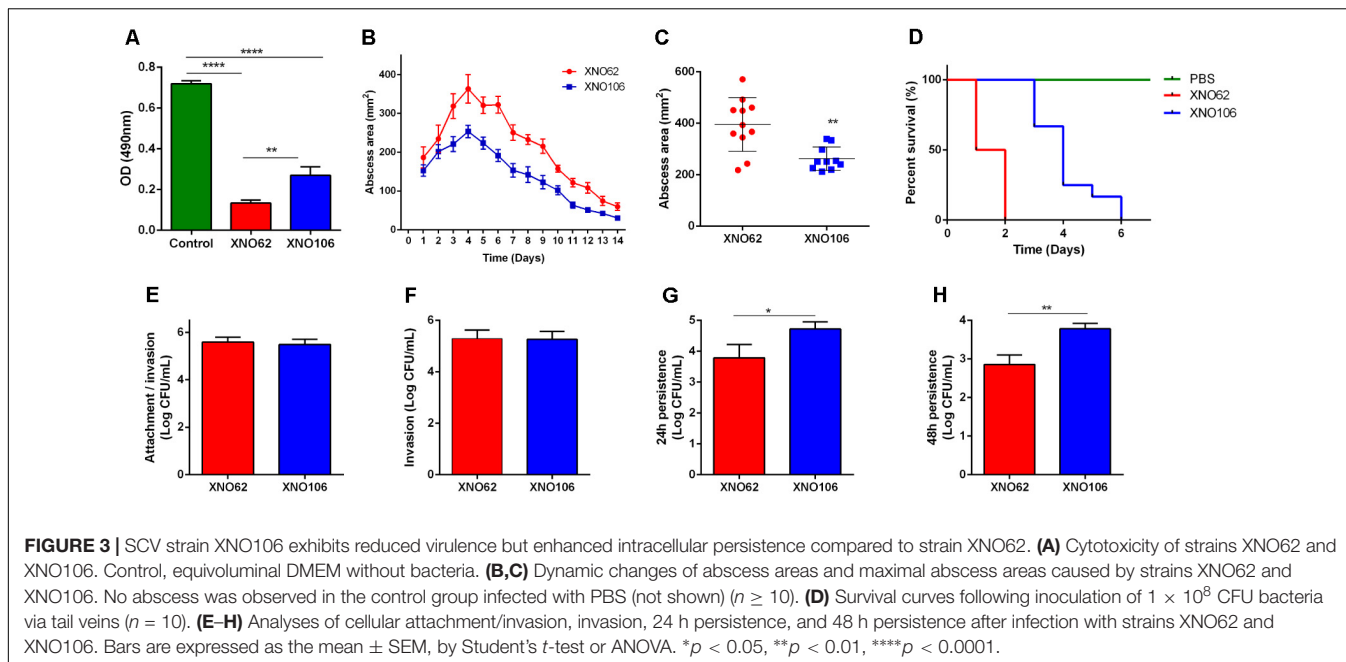 A
****
****
**
OD (490nm)
0.8
0.6
0.4
0.2
0.0
Control XNO62 XNO106
B
XNO62
XNO106
Abscess area (mm²)
400
300
200
100
0
0 1 2 3 4 5 6 7 8 9 10 11 12 13 14
Time (Days)
C
Abscess area (mm²)
600
400
200
0
**
XNO62 XNO106
D
Percent survival (%)
100
50
0
0 2 4 6
Time (Days)
PBS
XNO62
XNO106
E
Attachment / invasion
(Log CFU/mL)
6
4
2
0
XNO62 XNO106
F
Invasion (Log CFU/mL)
6
4
2
0
XNO62 XNO106
G
*
24h persistence
(Log CFU/mL)
5
4
3
2
1
0
XNO62 XNO106
H
**
48h persistence
(Log CFU/mL)
4
3
2
1
0
XNO62 XNO106
FIGURE 3 | SCV strain XNO106 exhibits reduced virulence but enhanced intracellular persistence compared to strain XNO62. (A) Cytotoxicity of strains XNO62 and
XNO106. Control, equivoluminal DMEM without bacteria. (B,C) Dynamic changes of abscess areas and maximal abscess areas caused by strains XNO62 and
XNO106. No abscess was observed in the control group infected with PBS (not shown) (n ≥ 10). (D) Survival curves following inoculation of 1 × 10⁸ CFU bacteria
via tail veins (n = 10). (E–H) Analyses of cellular attachment/invasion, invasion, 24 h persistence, and 48 h persistence after infection with strains XNO62 and
XNO106. Bars are expressed as the mean ± SEM, by Student's t-test or ANOVA. *p < 0.05, **p < 0.01, ****p < 0.0001.